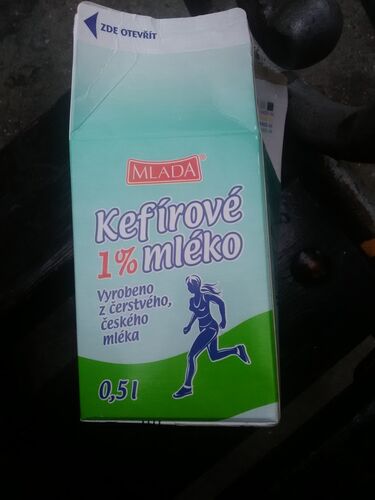 ZDE OTEVŘÍT
MLADÁ®
Kefírové
1% mléko
Vyrobeno
z čerstvého,
českého
mléka
0,5 l